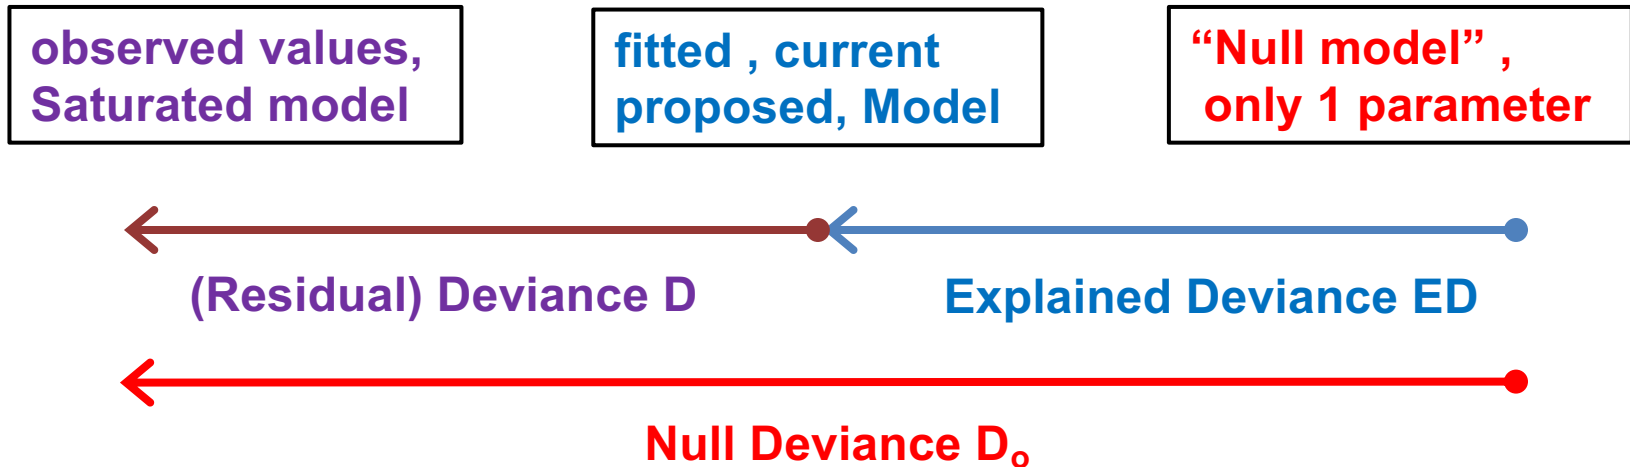 observed values,
Saturated model
fitted , current
proposed, Model
“Null model” ,
only 1 parameter
(Residual) Deviance D
Explained Deviance ED
Null Deviance Dₒ